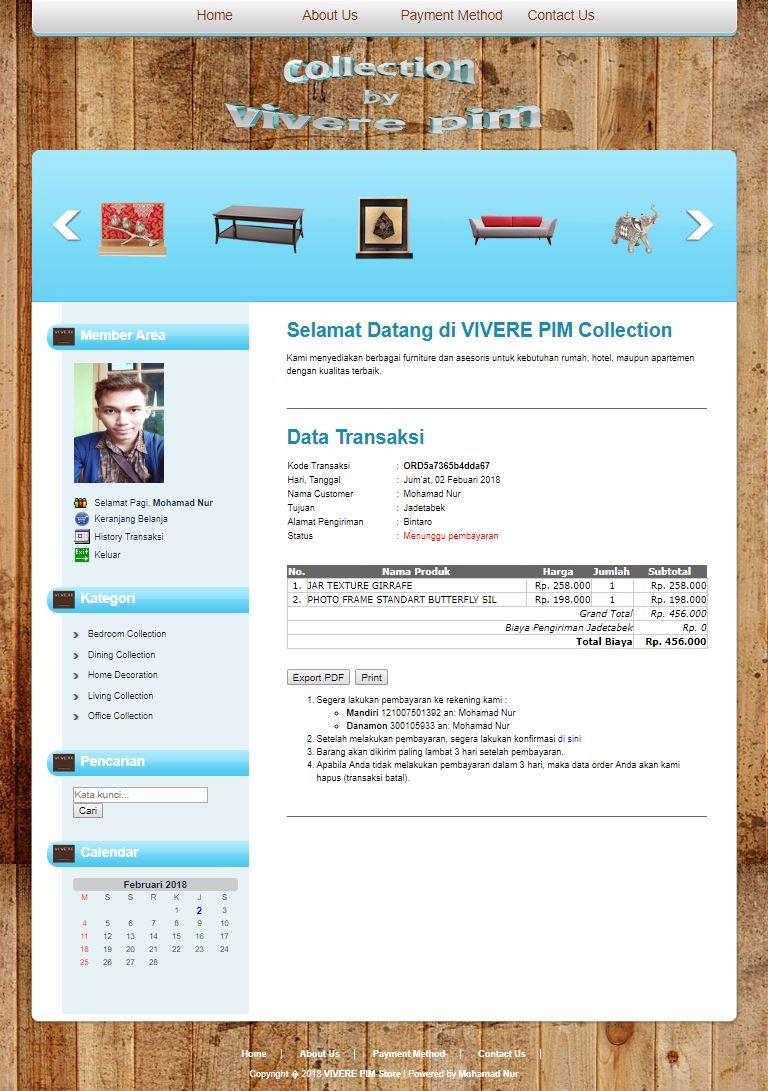 Home About Us Payment Method Contact Us
Collection
by
Vivere pim
Selamat Datang di VIVERE PIM Collection
Kami menyediakan berbagai furniture dan asesoris untuk kebutuhan rumah, hotel, maupun apartemen
dengan kualitas terbaik.
VIVERE Member Area
Selamat Pagi, Mohamad Nur
Keranjang Belanja
History Transaksi
Exit Keluar
VIVERE Kategori
Bedroom Collection
Dining Collection
Home Decoration
Living Collection
Office Collection
VIVERE Pencarian
Kata kunci...
Cari
VIVERE Calendar
Februari 2018
M S S R K J S
1 2 3
4 5 6 7 8 9 10
11 12 13 14 15 16 17
18 19 20 21 22 23 24
25 26 27 28
Data Transaksi
Kode Transaksi : ORD5a7365b4dda67
Hari, Tanggal : Jum'at, 02 Febuari 2018
Nama Customer : Mohamad Nur
Tujuan : Jadetabek
Alamat Pengiriman : Bintaro
Status : Menunggu pembayaran
No. Nama Produk Harga Jumlah Subtotal
1. JAR TEXTURE GIRRAFE Rp. 258.000 1 Rp. 258.000
2. PHOTO FRAME STANDART BUTTERFLY SIL Rp. 198.000 1 Rp. 198.000
Grand Total Rp. 456.000
Biaya Pengiriman Jadetabek Rp. 0
Total Biaya Rp. 456.000
Export PDF Print
1. Segera lakukan pembayaran ke rekening kami :
Mandiri 121007501392 an: Mohamad Nur
Danamon 300105933 an: Mohamad Nur
2. Setelah melakukan pembayaran, segera lakukan konfirmasi di sini
3. Barang akan dikirim paling lambat 3 hari setelah pembayaran.
4. Apabila Anda tidak melakukan pembayaran dalam 3 hari, maka data order Anda akan kami
hapus (transaksi batal).
Home | About Us | Payment Method | Contact Us |
Copyright � 2018 VIVERE PIM Store | Powered by Mohamad Nur